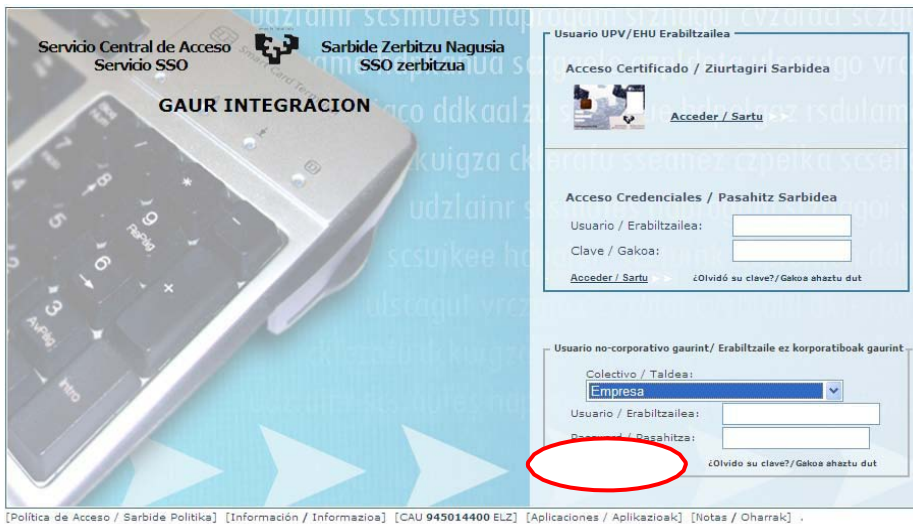 Servicio Central de Acceso
Servicio SSO
Sarbide Zerbitzu Nagusia
SSO zerbitzua
GAUR INTEGRACION
Usuario UPV/EHU Erabiltzailea
Acceso Certificado / Ziurtagiri Sarbidea
Acceder / Sartu
Acceso Credenciales / Pasahitz Sarbidea
Usuario / Erabiltzailea:
Clave / Gakoa:
Acceder / Sartu
¿Olvidó su clave?/Gakoa ahaztu dut
Usuario no-corporativo gaurint/ Erabiltzaile ez korporatiboak gaurint
Colectivo / Taldea:
Empresa
Usuario / Erabiltzailea:
Password / Pasahitza:
¿Olvido su clave?/Gakoa ahaztu dut
[Política de Acceso / Sarbide Politika] [Información / Informazioa] [CAU 945014400 ELZ] [Aplicaciones / Aplikazioak] [Notas / Oharrak] .